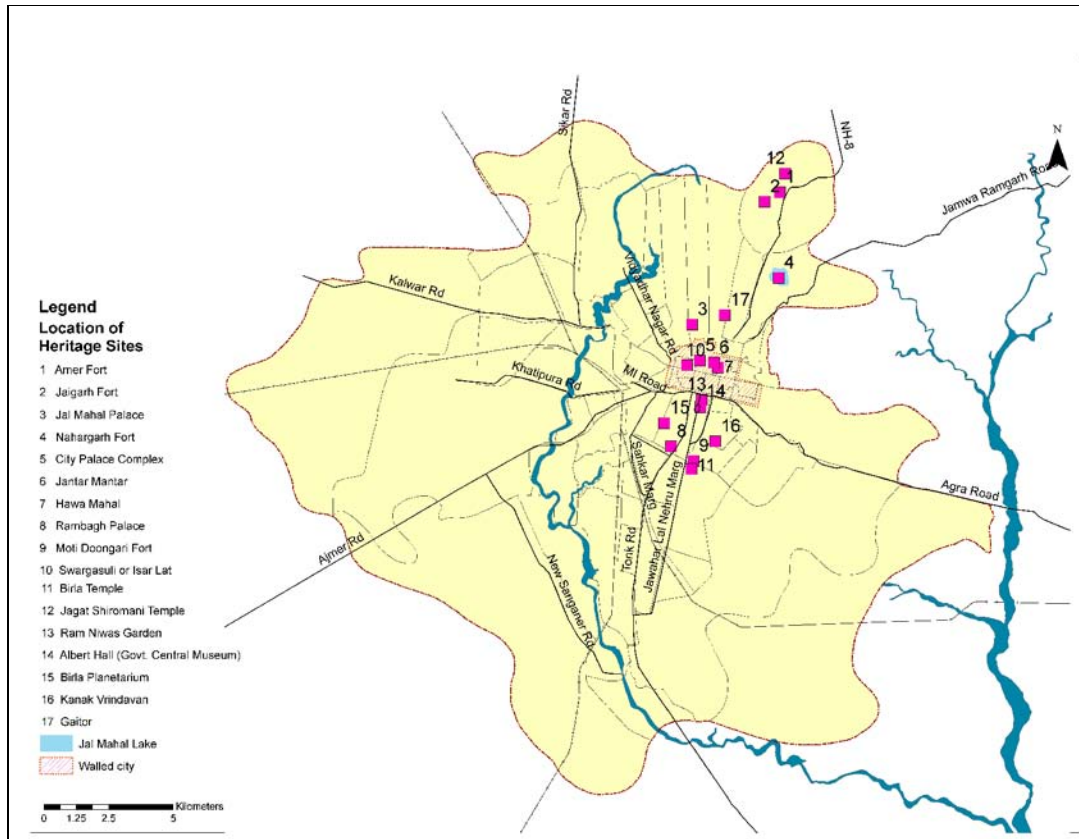 Sikar Rd
NH-8
N
12
1
2
Jamwa Ramgarh Road
4
Kalwar Rd
Vidyadhar Nagar Rd
3
17
5
6
10
7
Khatipura Rd
MI Road
13
14
15
16
8
9
11
Sahkar Marg
Jawahar Lal Nehru Marg
Tonk Rd
Agra Road
Ajmer Rd
New Sanganer Rd
Legend
Location of
Heritage Sites
1 Amer Fort
2 Jaigarh Fort
3 Jal Mahal Palace
4 Nahargarh Fort
5 City Palace Complex
6 Jantar Mantar
7 Hawa Mahal
8 Rambagh Palace
9 Moti Doongari Fort
10 Swargasuli or Isar Lat
11 Birla Temple
12 Jagat Shiromani Temple
13 Ram Niwas Garden
14 Albert Hall (Govt. Central Museum)
15 Birla Planetarium
16 Kanak Vrindavan
17 Gaitor
Jal Mahal Lake
Walled city
Kilometers
0 1.25 2.5 5